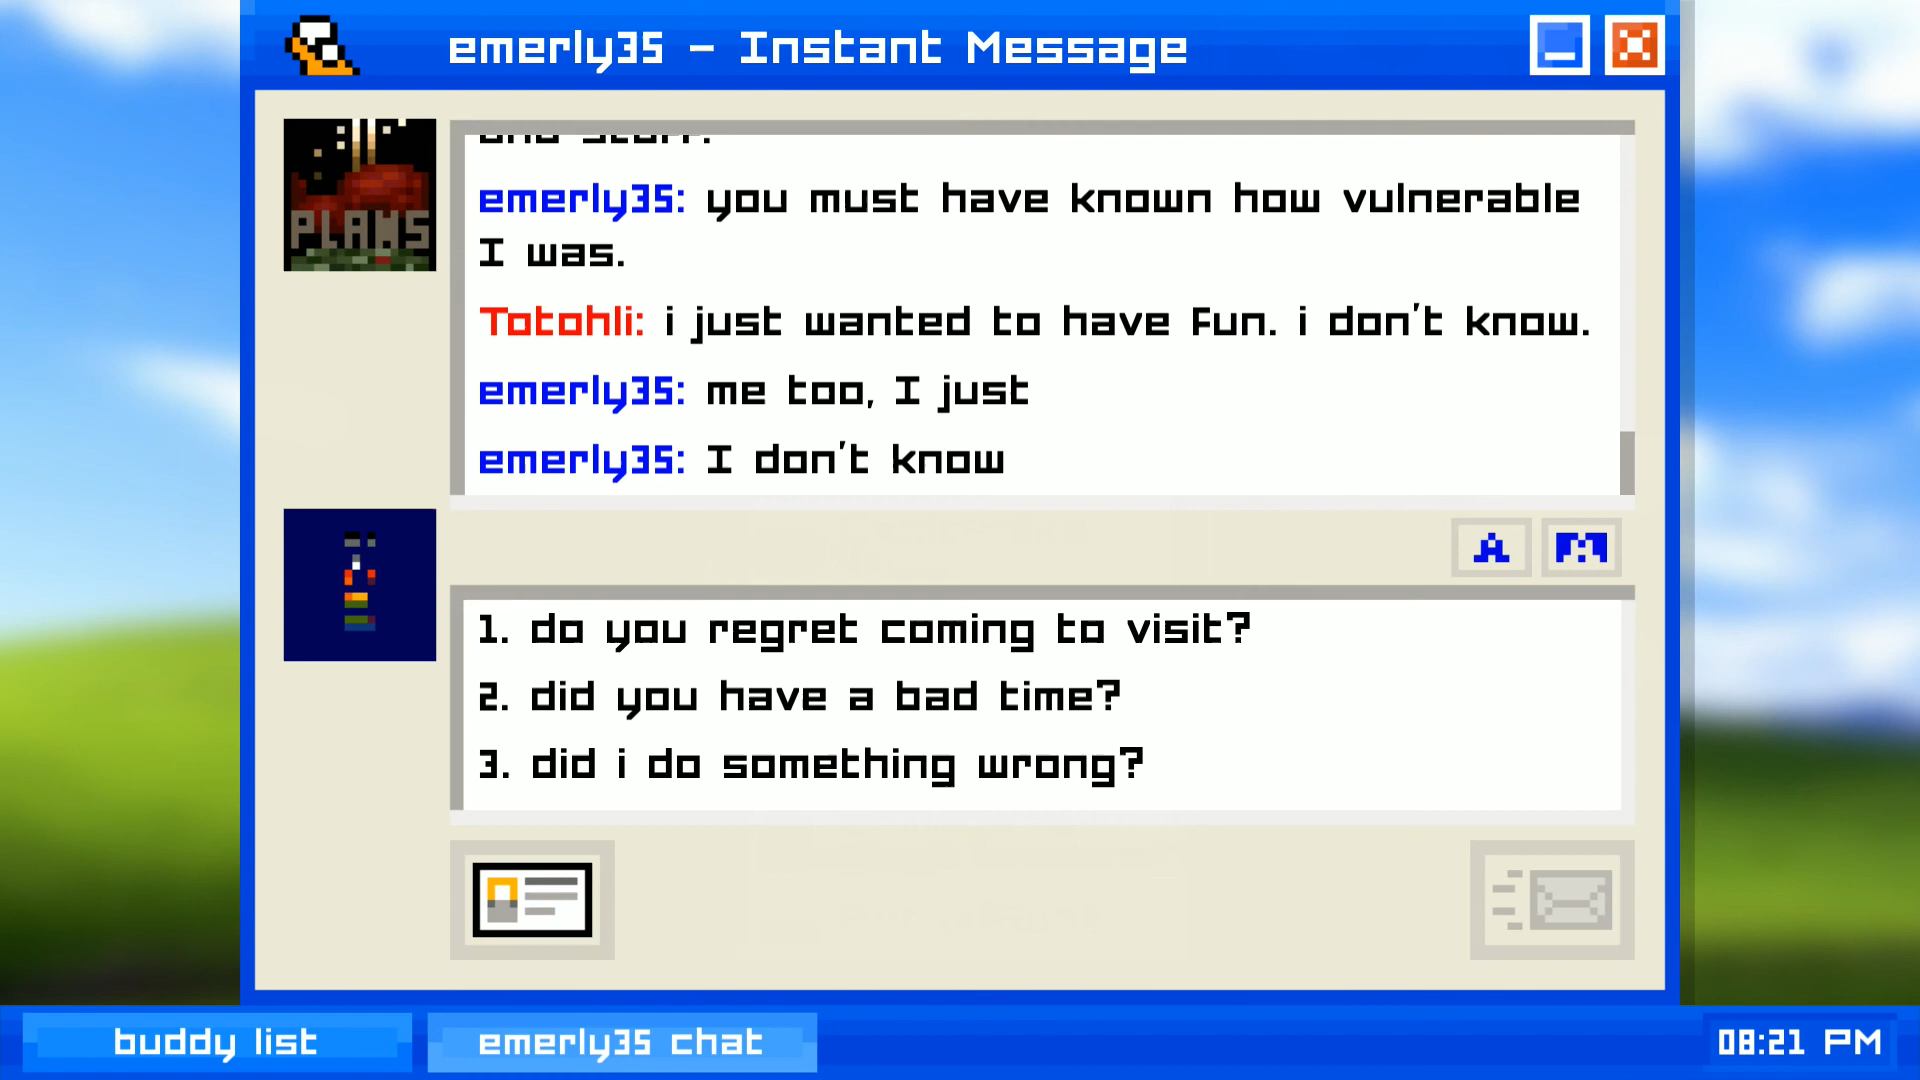 emerly35 - Instant Message
PLANS
emerly35: you must have known how vulnerable
I was.
Totohli: i just wanted to have fun. i don't know.
emerly35: me too, I just
emerly35: I don't know
A
1. do you regret coming to visit?
2. did you have a bad time?
3. did i do something wrong?
buddy list
emerly35 chat
08:21 PM